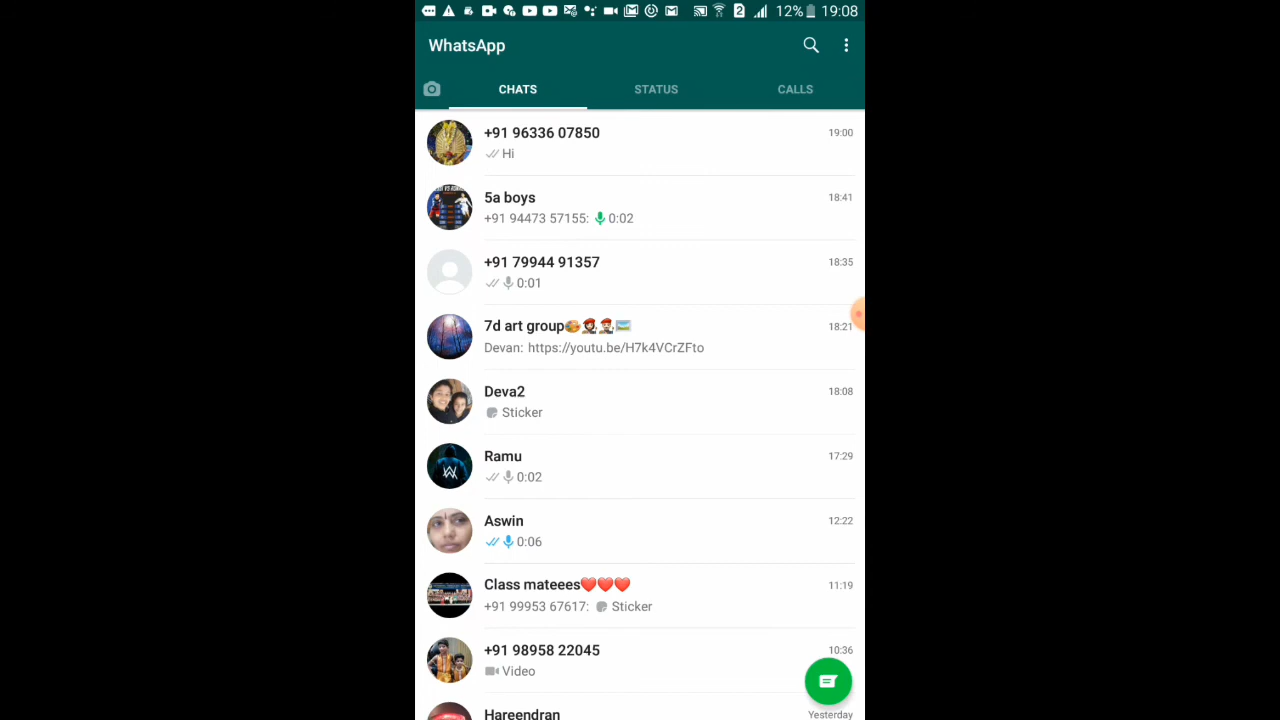 2 12% 19:08
WhatsApp
CHATS STATUS CALLS
+91 96336 07850 19:00
Hi
5a boys 18:41
+91 94473 57155: 0:02
+91 79944 91357 18:35
0:01
7d art group🎨👩🏻‍🎨👨🏻‍🎨🖼️ 18:21
Devan: https://youtu.be/H7k4VCrZFto
Deva2 18:08
Sticker
Ramu 17:29
0:02
Aswin 12:22
0:06
Class mateees❤️❤️❤️ 11:19
+91 99953 67617: Sticker
+91 98958 22045 10:36
Video
Hareendran Yesterday